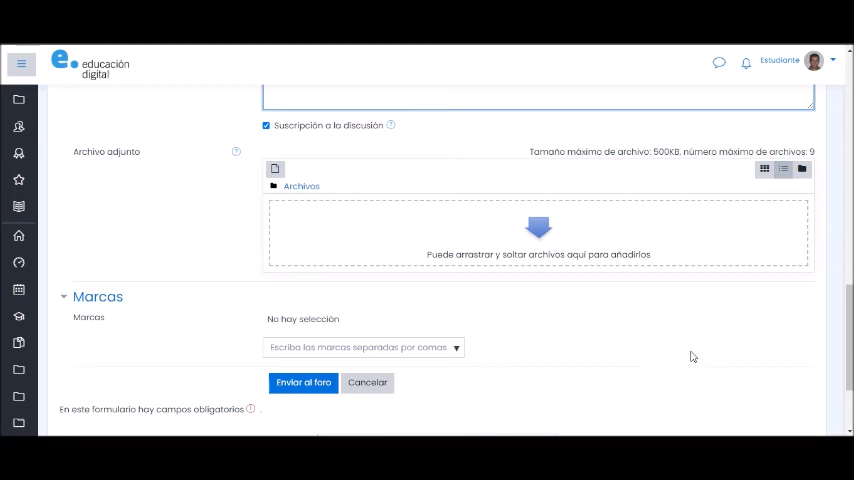 e. educación
digital
Estudiante
Suscripción a la discusión
Archivo adjunto
Tamaño máximo de archivo: 500KB, número máximo de archivos: 9
Archivos
Puede arrastrar y soltar archivos aquí para añadirlos
Marcas
Marcas
No hay selección
Escriba las marcas separadas por comas
Enviar al foro
Cancelar
En este formulario hay campos obligatorios .